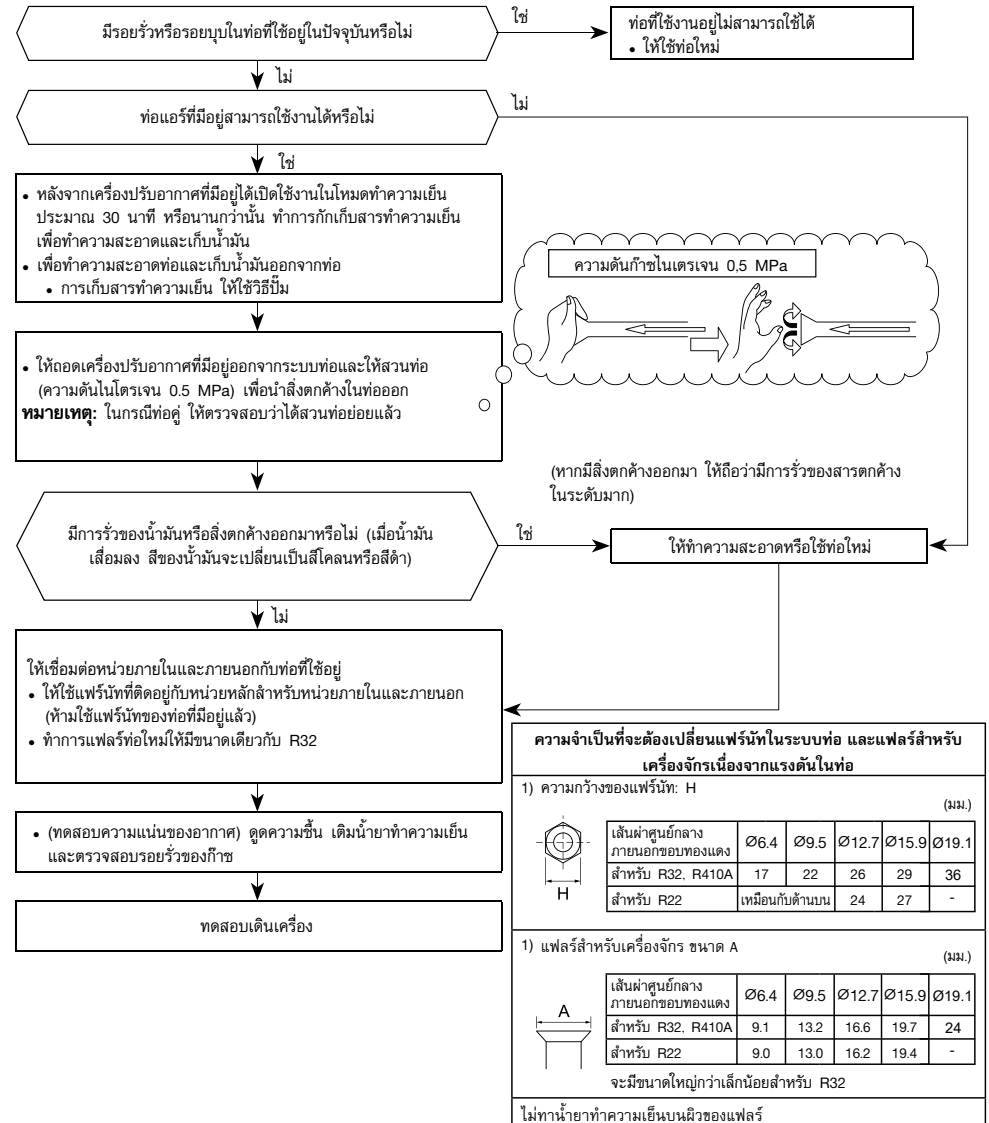 มีรอยรั่วหรือรอยบุบในท่อที่ใช้อยู่ในปัจจุบันหรือไม่
ใช่
ท่อที่ใช้งานอยู่ไม่สามารถใช้ได้
• ให้ใช้ท่อใหม่
ไม่
ท่อแอร์ที่มีอยู่สามารถใช้งานได้หรือไม่
ไม่
ใช่
• หลังจากเครื่องปรับอากาศที่มีอยู่ได้เปิดใช้งานในโหมดทำความเย็น
ประมาณ 30 นาที หรือนานกว่านั้น ทำการกักเก็บสารทำความเย็น
เพื่อทำความสะอาดและเก็บน้ำมัน
• เพื่อทำความสะอาดท่อและเก็บน้ำมันออกจากท่อ
• การเก็บสารทำความเย็น ให้ใช้วิธีปั๊ม
ความดันก๊าซไนเตรเจน 0,5 MPa
• ให้ถอดเครื่องปรับอากาศที่มีอยู่ออกจากระบบท่อและให้สวนท่อ
(ความดันไนโตรเจน 0.5 MPa) เพื่อนำสิ่งตกค้างในท่อออก
หมายเหตุ: ในกรณีท่อคู่ ให้ตรวจสอบว่าได้สวนท่อย่อยแล้ว
(หากมีสิ่งตกค้างออกมา ให้ถือว่ามีการรั่วของสารตกค้าง
ในระดับมาก)
มีการรั่วของน้ำมันหรือสิ่งตกค้างออกมาหรือไม่ (เมื่อน้ำมัน
เสื่อมลง สีของน้ำมันจะเปลี่ยนเป็นสีโคลนหรือสีดำ)
ใช่
ให้ทำความสะอาดหรือใช้ท่อใหม่
ไม่
ให้เชื่อมต่อหน่วยภายในและภายนอกกับท่อที่ใช้อยู่
• ให้ใช้แฟร์นัทที่ติดอยู่กับหน่วยหลักสำหรับหน่วยภายในและภายนอก
(ห้ามใช้แฟร์นัทของท่อที่มีอยู่แล้ว)
• ทำการแฟลร์ท่อใหม่ให้มีขนาดเดียวกับ R32
• (ทดสอบความแน่นของอากาศ) ดูดความชื้น เติมน้ำยาทำความเย็น
และตรวจสอบรอยรั่วของก๊าซ
ทดสอบเดินเครื่อง
ความจำเป็นที่จะต้องเปลี่ยนแฟร์นัทในระบบท่อ และแฟลร์สำหรับ
เครื่องจักรเนื่องจากแรงดันในท่อ
1) ความกว้างของแฟร์นัท: H
(มม.)
H
เส้นผ่าศูนย์กลาง
ภายนอกขอบทองแดง Ø6.4 Ø9.5 Ø12.7 Ø15.9 Ø19.1
สำหรับ R32, R410A 17 22 26 29 36
สำหรับ R22 เหมือนกับด้านบน 24 27 -
1) แฟลร์สำหรับเครื่องจักร ขนาด A
(มม.)
A
เส้นผ่าศูนย์กลาง
ภายนอกขอบทองแดง Ø6.4 Ø9.5 Ø12.7 Ø15.9 Ø19.1
สำหรับ R32, R410A 9.1 13.2 16.6 19.7 24
สำหรับ R22 9.0 13.0 16.2 19.4 -
จะมีขนาดใหญ่กว่าเล็กน้อยสำหรับ R32
ไม่ทาน้ำยาทำความเย็นบนผิวของแฟลร์